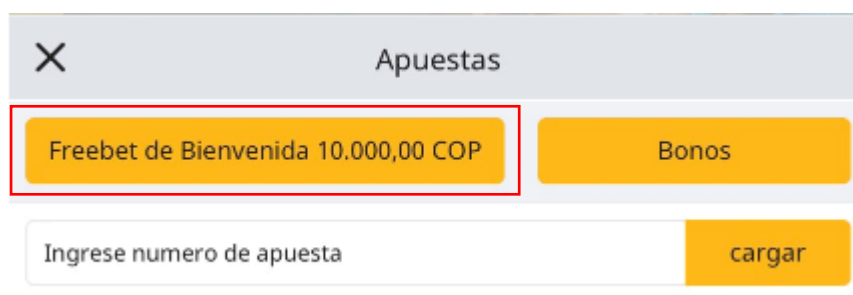 Apuestas
Freebet de Bienvenida 10.000,00 COP
Bonos
Ingrese numero de apuesta
cargar